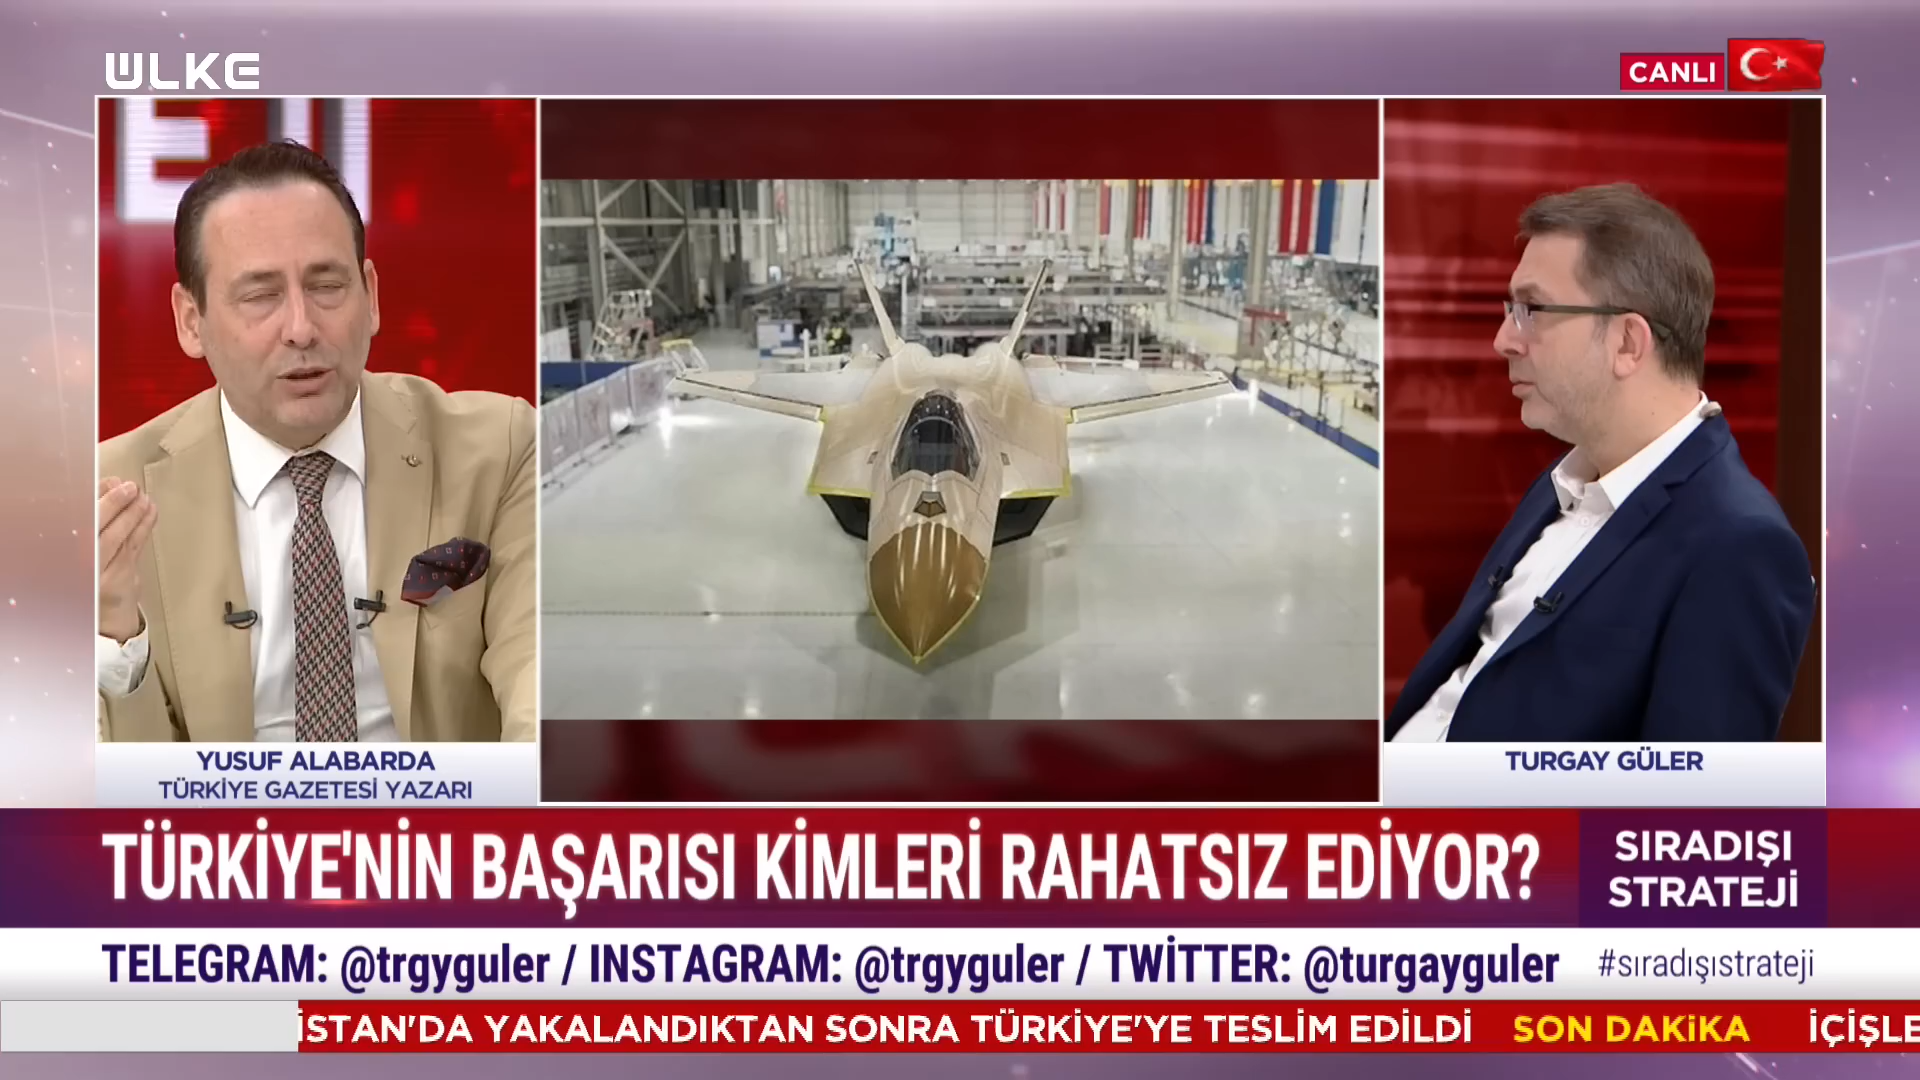 ÜLKE
CANLI
ET
YUSUF ALABARDA
TÜRKİYE GAZETESİ YAZARI
TURGAY GÜLER
TÜRKİYE'NİN BAŞARISI KİMLERİ RAHATSIZ EDİYOR?
SIRADIŞI
STRATEJİ
TELEGRAM: @trgyguler / INSTAGRAM: @trgyguler / TWİTTER: @turgayguler
#sıradışıstrateji
İSTAN'DA YAKALANDIKTAN SONRA TÜRKİYE'YE TESLİM EDİLDİ SON DAKİKA İÇİŞLE